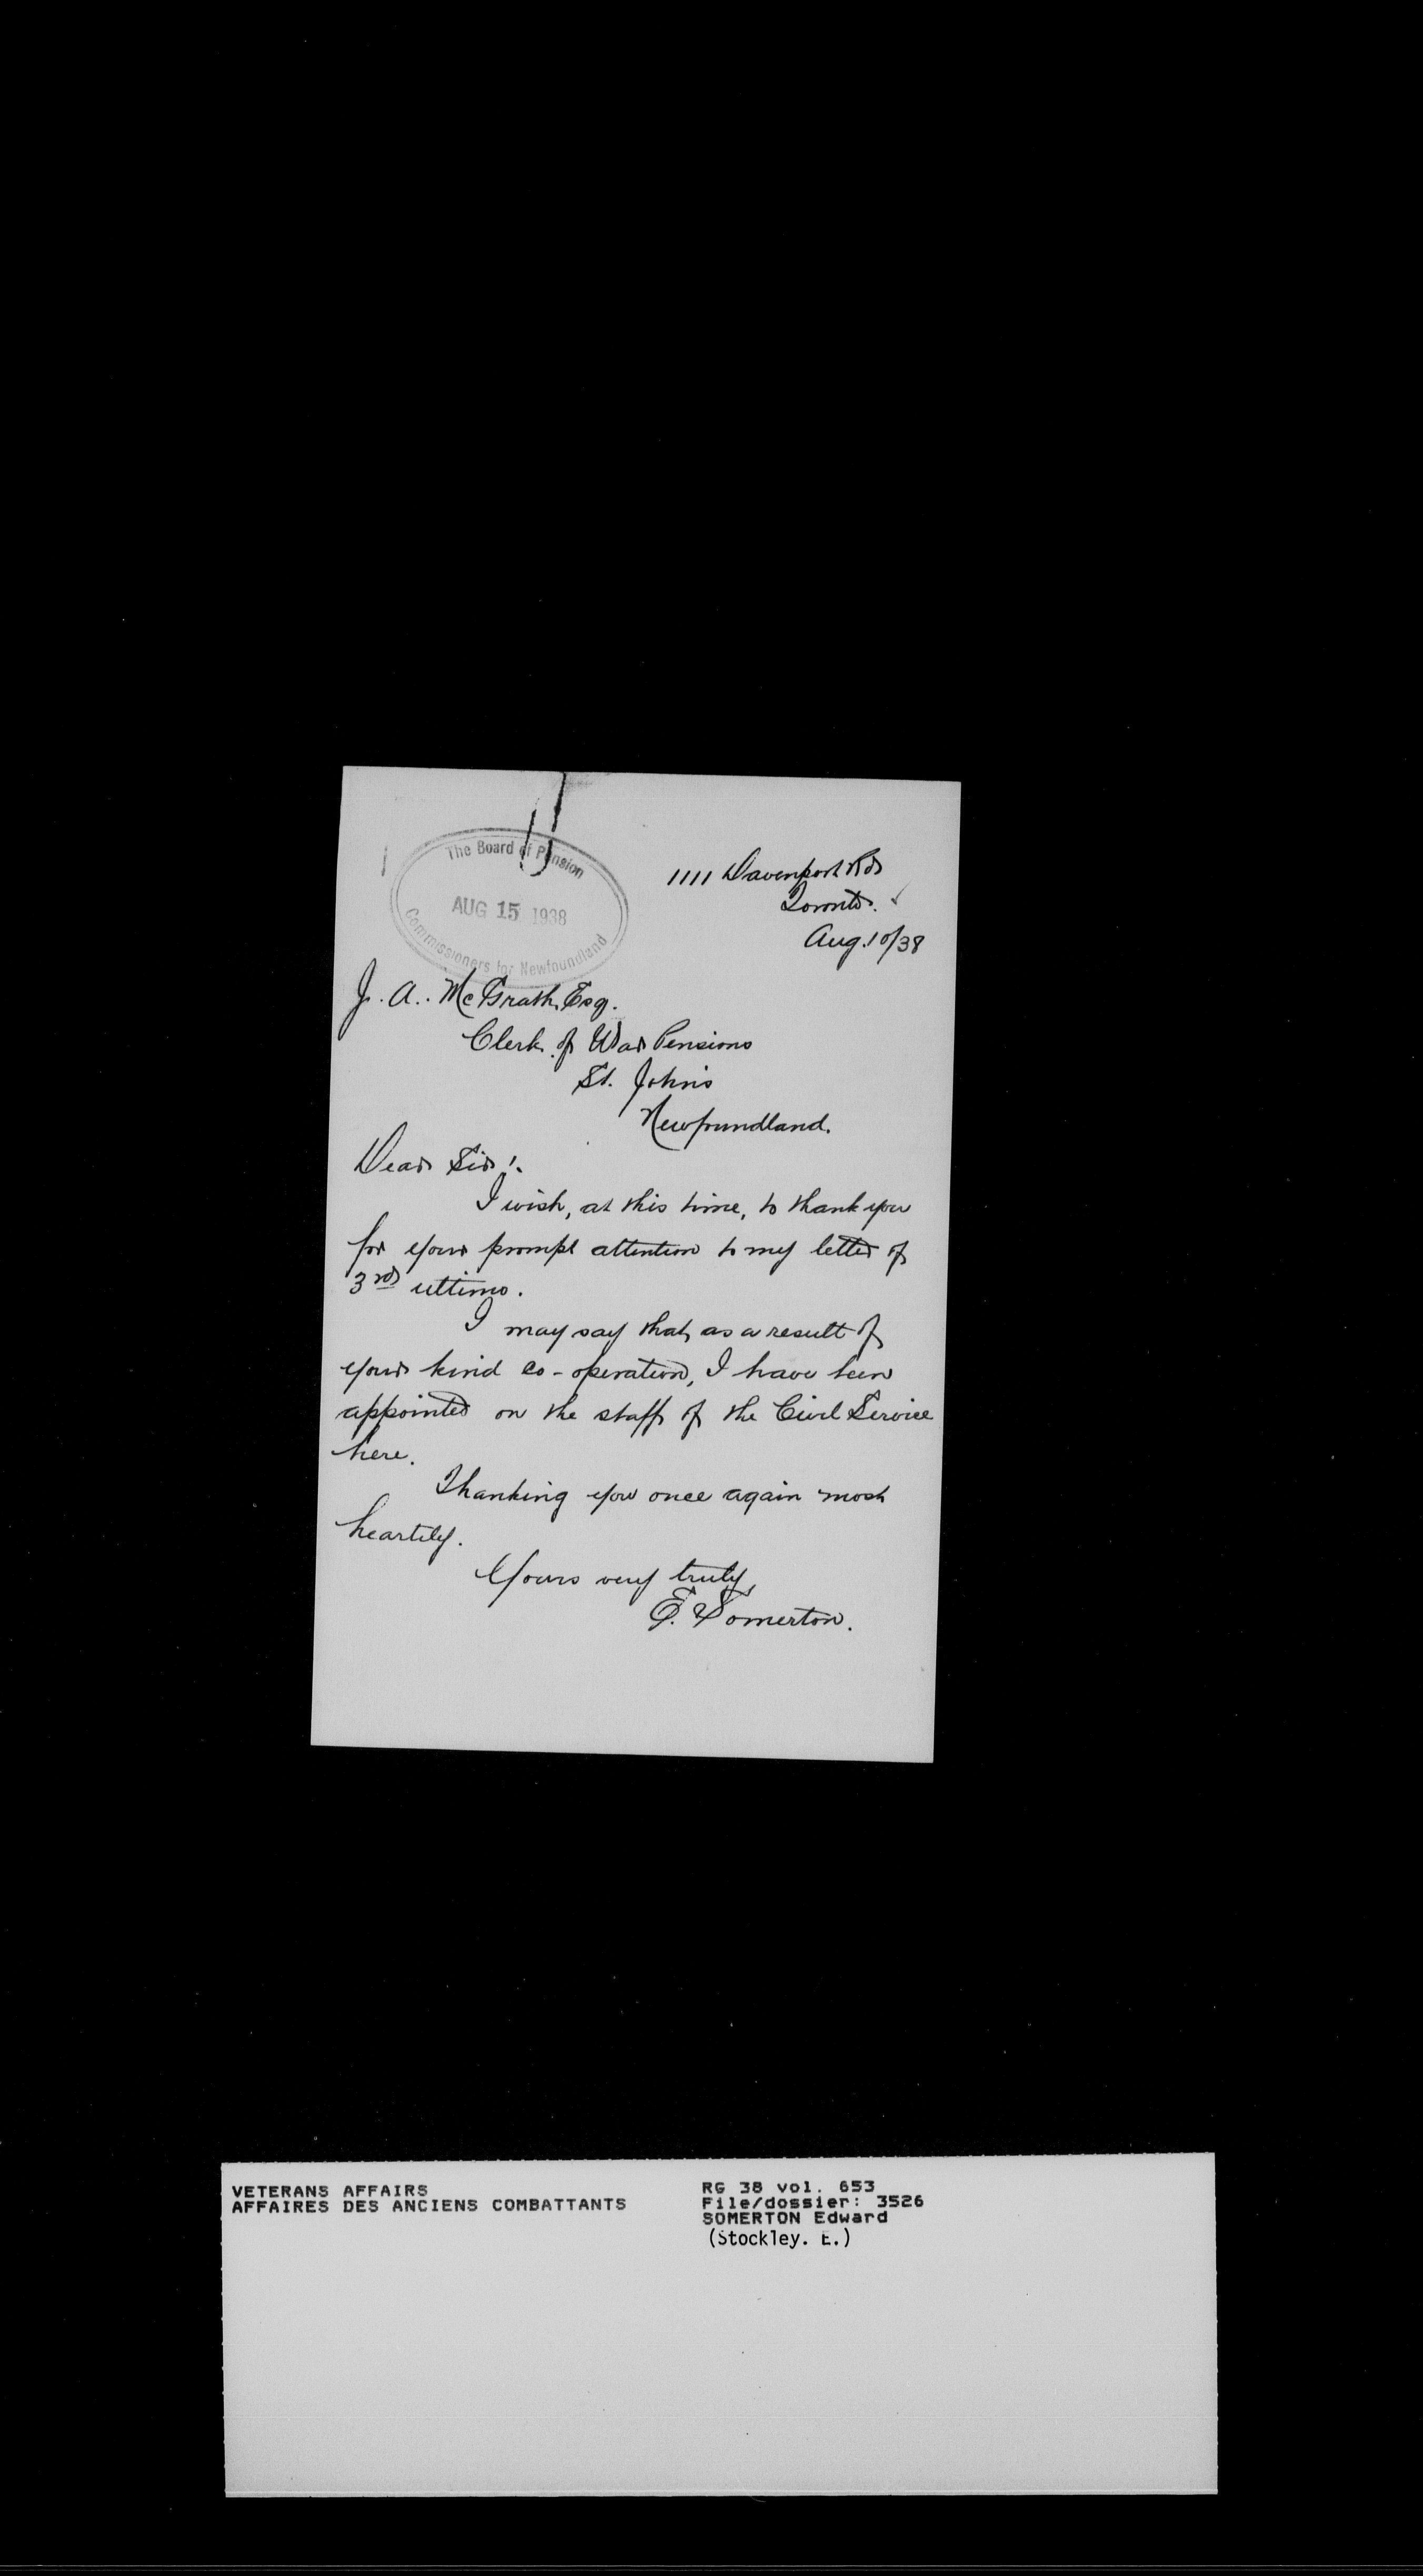 The Board of Pension
AUG 15 1938
Commissioners for Newfoundland
1111 Davenport Rd
Toronto.
Aug. 10/38
J. A. McGrath, Esq.
Clerk of War Pensions
St. John's
Newfoundland.
Dear Sir:
I wish, at this time, to thank you
for your prompt attention to my letter of
3rd ultimo.
I may say that, as a result of
your kind co-operation, I have been
appointed on the staff of the Civil Service
here.
Thanking you once again most
heartily.
Yours very truly,
E. Somerton.
VETERANS AFFAIRS
AFFAIRES DES ANCIENS COMBATTANTS
RG 38 vol. 653
File/dossier: 3526
SOMERTON Edward
(Stockley. E.)